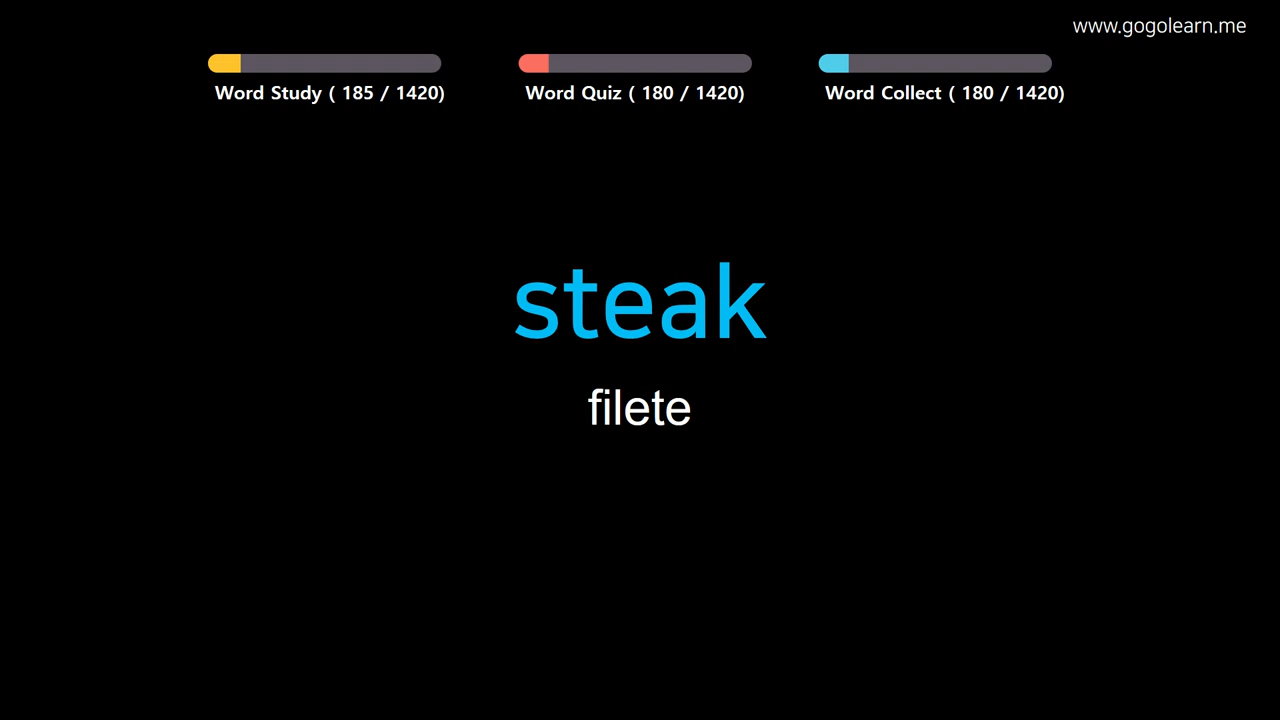 www.gogolearn.me
Word Study ( 185 / 1420)
Word Quiz ( 180 / 1420)
Word Collect ( 180 / 1420)
steak
filete